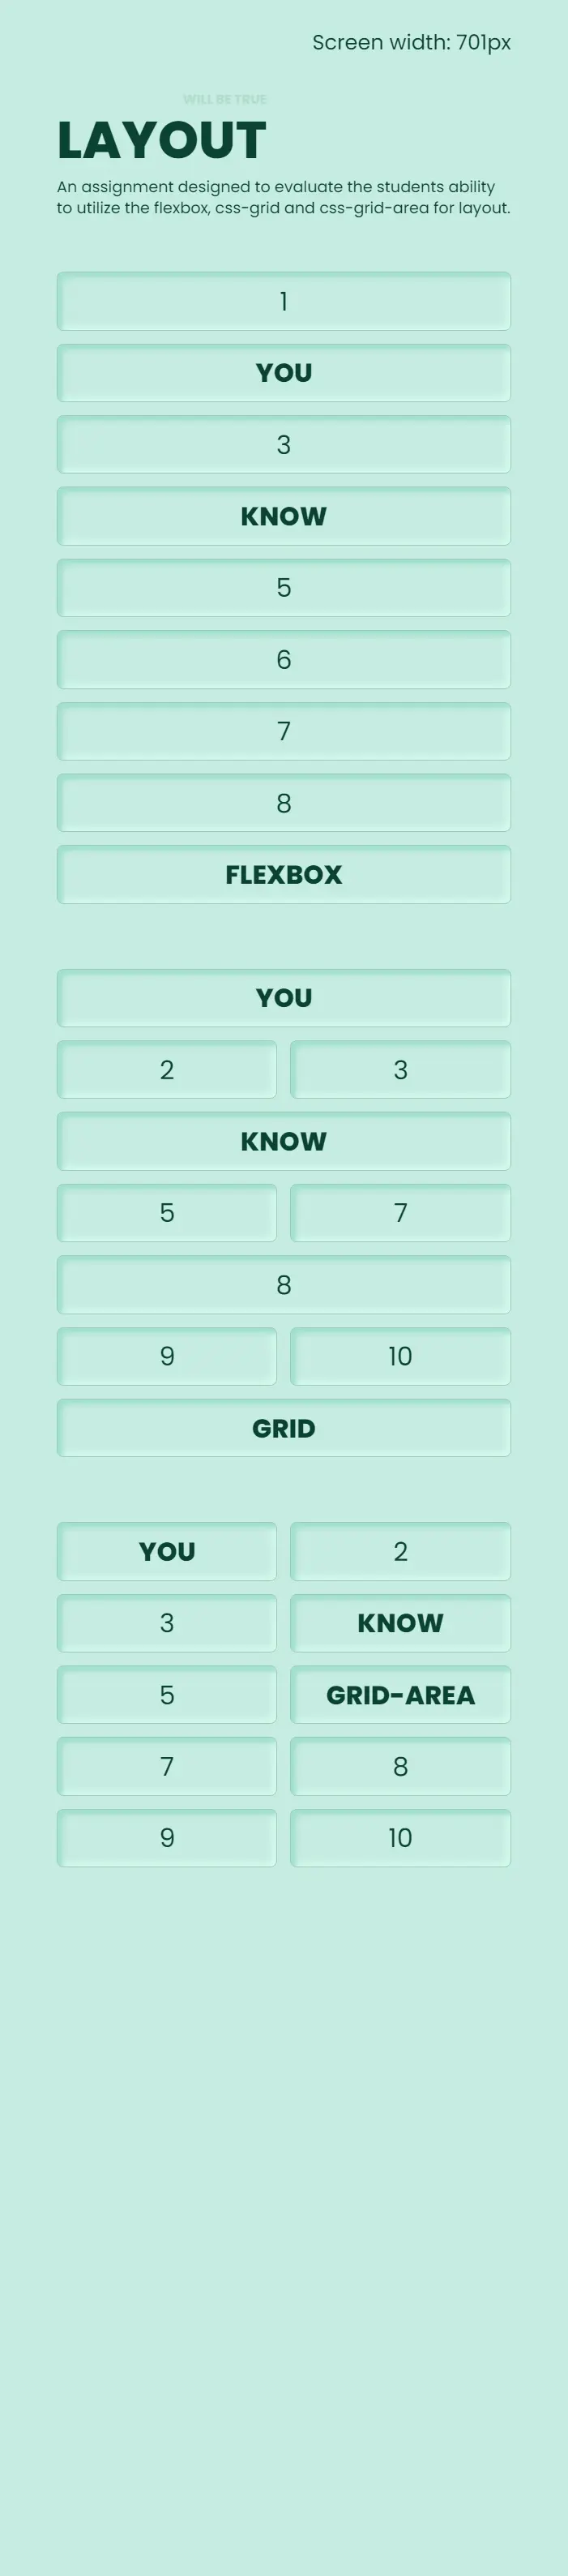 Screen width: 701px
WILL BE TRUE
LAYOUT
An assignment designed to evaluate the students ability
to utilize the flexbox, css-grid and css-grid-area for layout.
1
YOU
3
KNOW
5
6
7
8
FLEXBOX
YOU
2 3
KNOW
5 7
8
9 10
GRID
YOU 2
3 KNOW
5 GRID-AREA
7 8
9 10